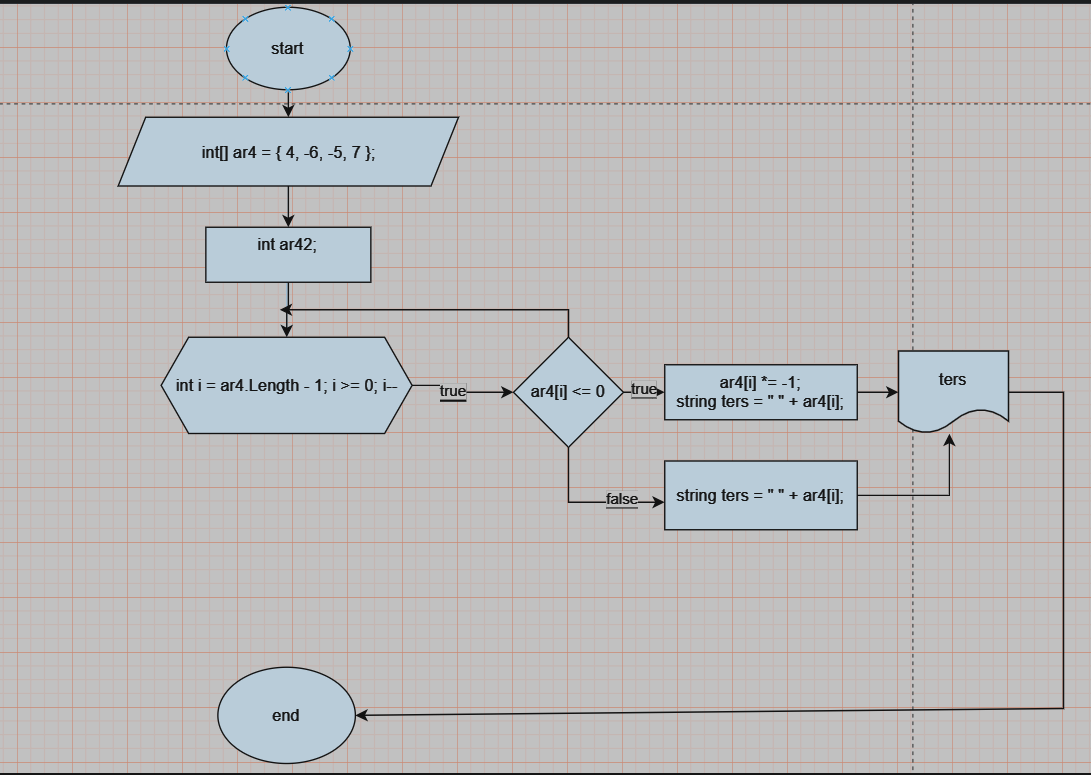 start
int[] ar4 = { 4, -6, -5, 7 };
int ar42;
int i = ar4.Length - 1; i >= 0; i--
true
ar4[i] <= 0
true
ar4[i] *= -1;
string ters = " " + ar4[i];
ters
false
string ters = " " + ar4[i];
end